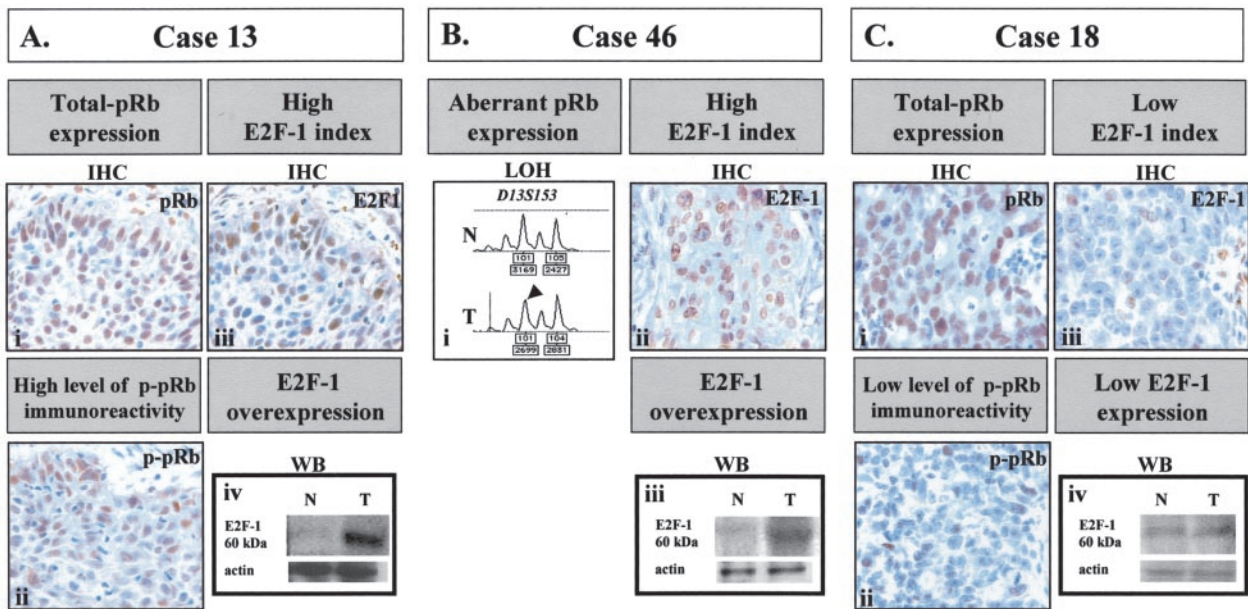 A. Case 13
Total-pRb
expression
High
E2F-1 index
IHC
pRb
i
IHC
E2F1
iii
High level of p-pRb
immunoreactivity
E2F-1
overexpression
p-pRb
ii
WB
iv
N T
E2F-1
60 kDa
actin
B. Case 46
Aberrant pRb
expression
High
E2F-1 index
LOH
D13S153
N
101 105
3169 2427
T
101 104
2699 2881
i
IHC
E2F-1
ii
E2F-1
overexpression
WB
iii
N T
E2F-1
60 kDa
actin
C. Case 18
Total-pRb
expression
Low
E2F-1 index
IHC
pRb
i
IHC
E2F-1
iii
Low level of p-pRb
immunoreactivity
Low E2F-1
expression
p-pRb
ii
WB
iv
N T
E2F-1
60 kDa
actin